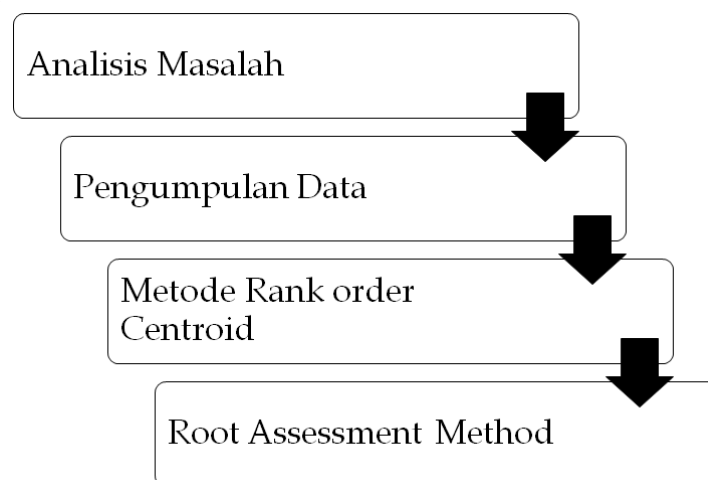 Analisis Masalah
Pengumpulan Data
Metode Rank order
Centroid
Root Assessment Method